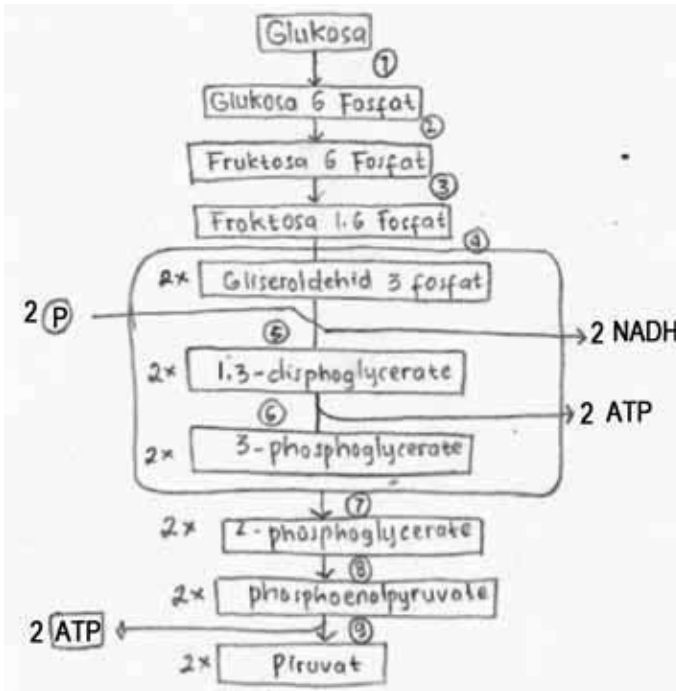 Glukosa
①
Glukosa 6 Fosfat
②
Fruktosa 6 Fosfat
③
Froktosa 1.6 Fosfat
④
2x Gliseroldehid 3 fosfat
2 Ⓟ
2 NADH
⑤
2x 1.3-disphoglycerate
⑥
2 ATP
2x 3-phosphoglycerate
⑦
2x 2-phosphoglycerate
⑧
2x phosphoenolpyruvate
2 ATP
⑨
2x Piruvat